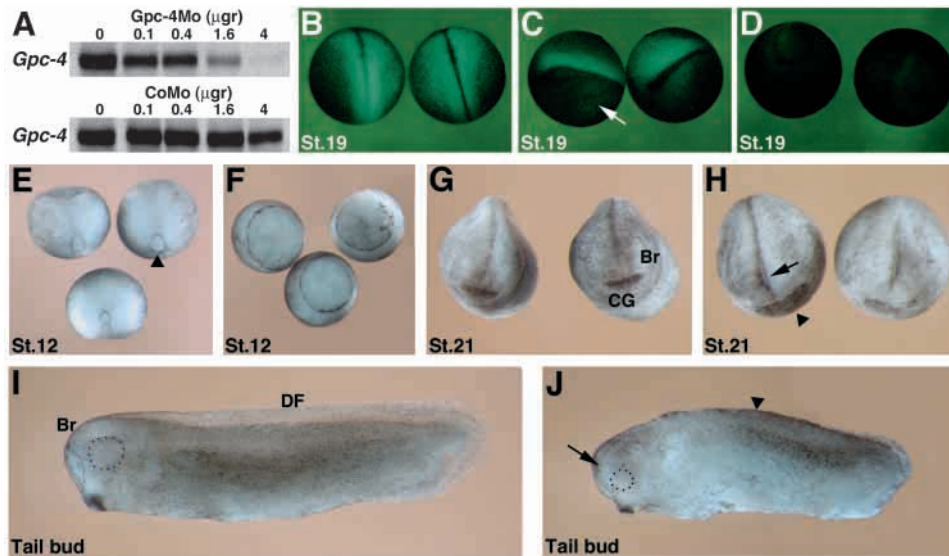 A
Gpc-4Mo (μgr)
0 0.1 0.4 1.6 4
Gpc-4
CoMo (μgr)
0 0.1 0.4 1.6 4
Gpc-4
B
St.19
C
St.19
D
St.19
E
St.12
F
St.12
G
Br
CG
St.21
H
St.21
I
Br
DF
Tail bud
J
Tail bud